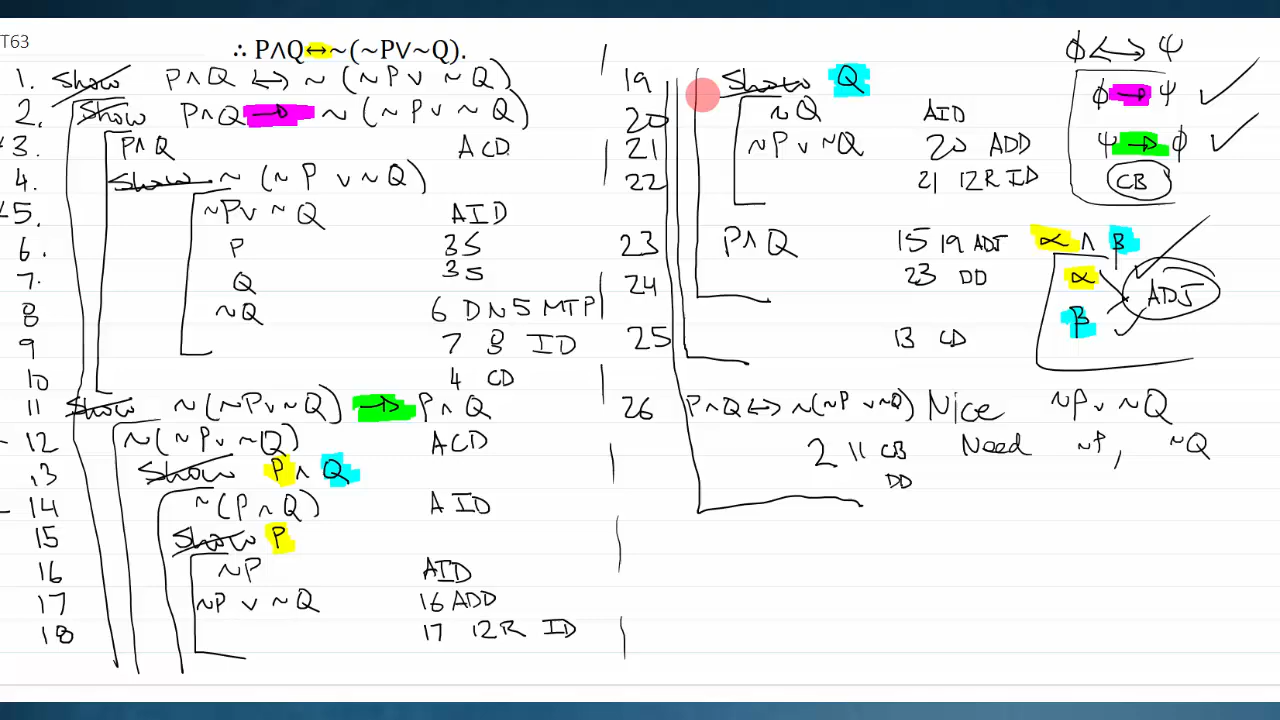 T63
∴ P∧Q↔~(~P∨~Q).
1. Show P∧Q ↔ ~(~P∨~Q)
2. Show P∧Q → ~(~P∨~Q)
3. P∧Q ACD
4. Show ~(~P∨~Q)
5. ~P∨~Q AID
6. P 3S
7. Q 3S
8 ~Q 6 DN 5 MTP
9 7 8 ID
10 4 CD
11 Show ~(~P∨~Q) → P∧Q
12 ~(~P∨~Q) ACD
13 Show P∧Q
14 ~(P∧Q) AID
15 Show P
16 ~P AID
17 ~P∨~Q 16 ADD
18 17 12R ID
19 Show Q
20 ~Q AID
21 ~P∨~Q 20 ADD
22 21 12R ID
23 P∧Q 15 19 ADJ
24 23 DD
25 13 CD
26 P∧Q↔~(~P∨~Q)
2 11 CB
DD
Φ↔Ψ
Φ→Ψ ✓
Ψ→Φ ✓
CB
α∧B
α
ADJ
B
Nice ~P∨~Q
Need ~P, ~Q